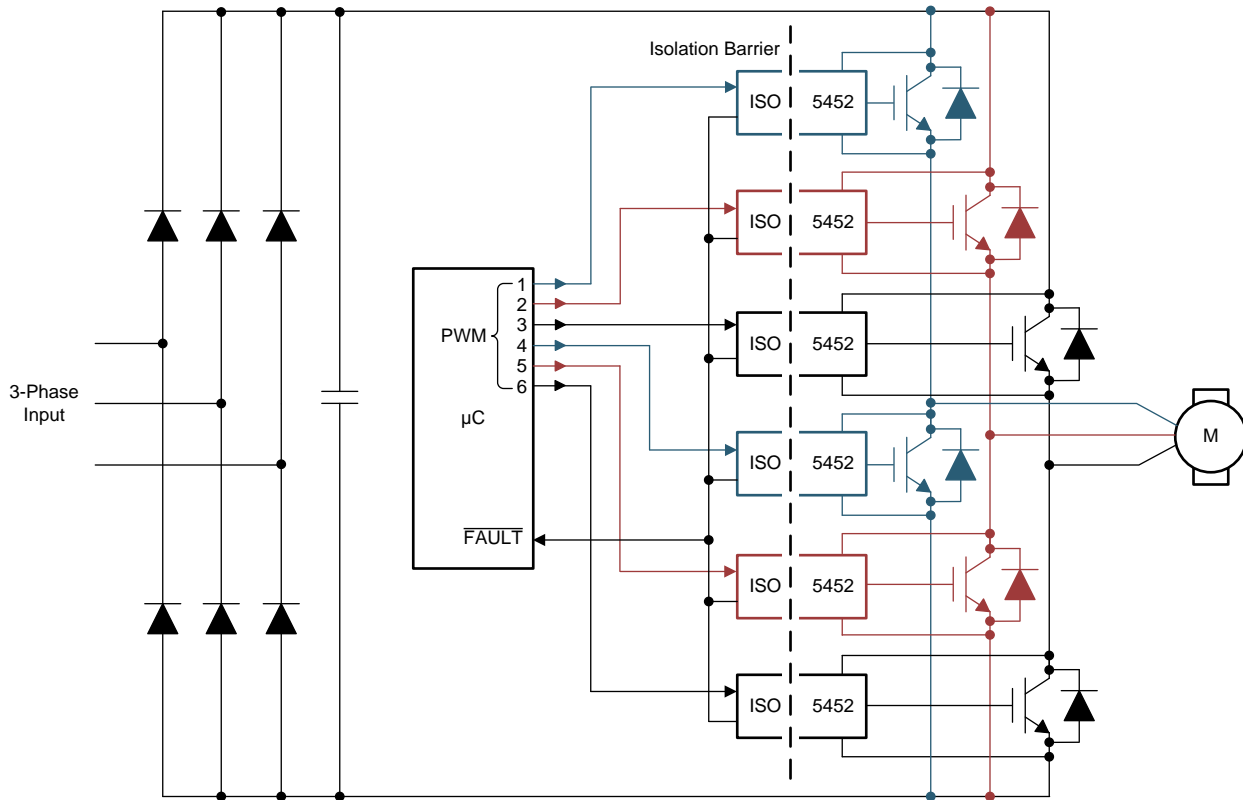 Isolation Barrier
ISO 5452
ISO 5452
ISO 5452
ISO 5452
ISO 5452
ISO 5452
3-Phase
Input
PWM
1
2
3
4
5
6
µC
FAULT
M